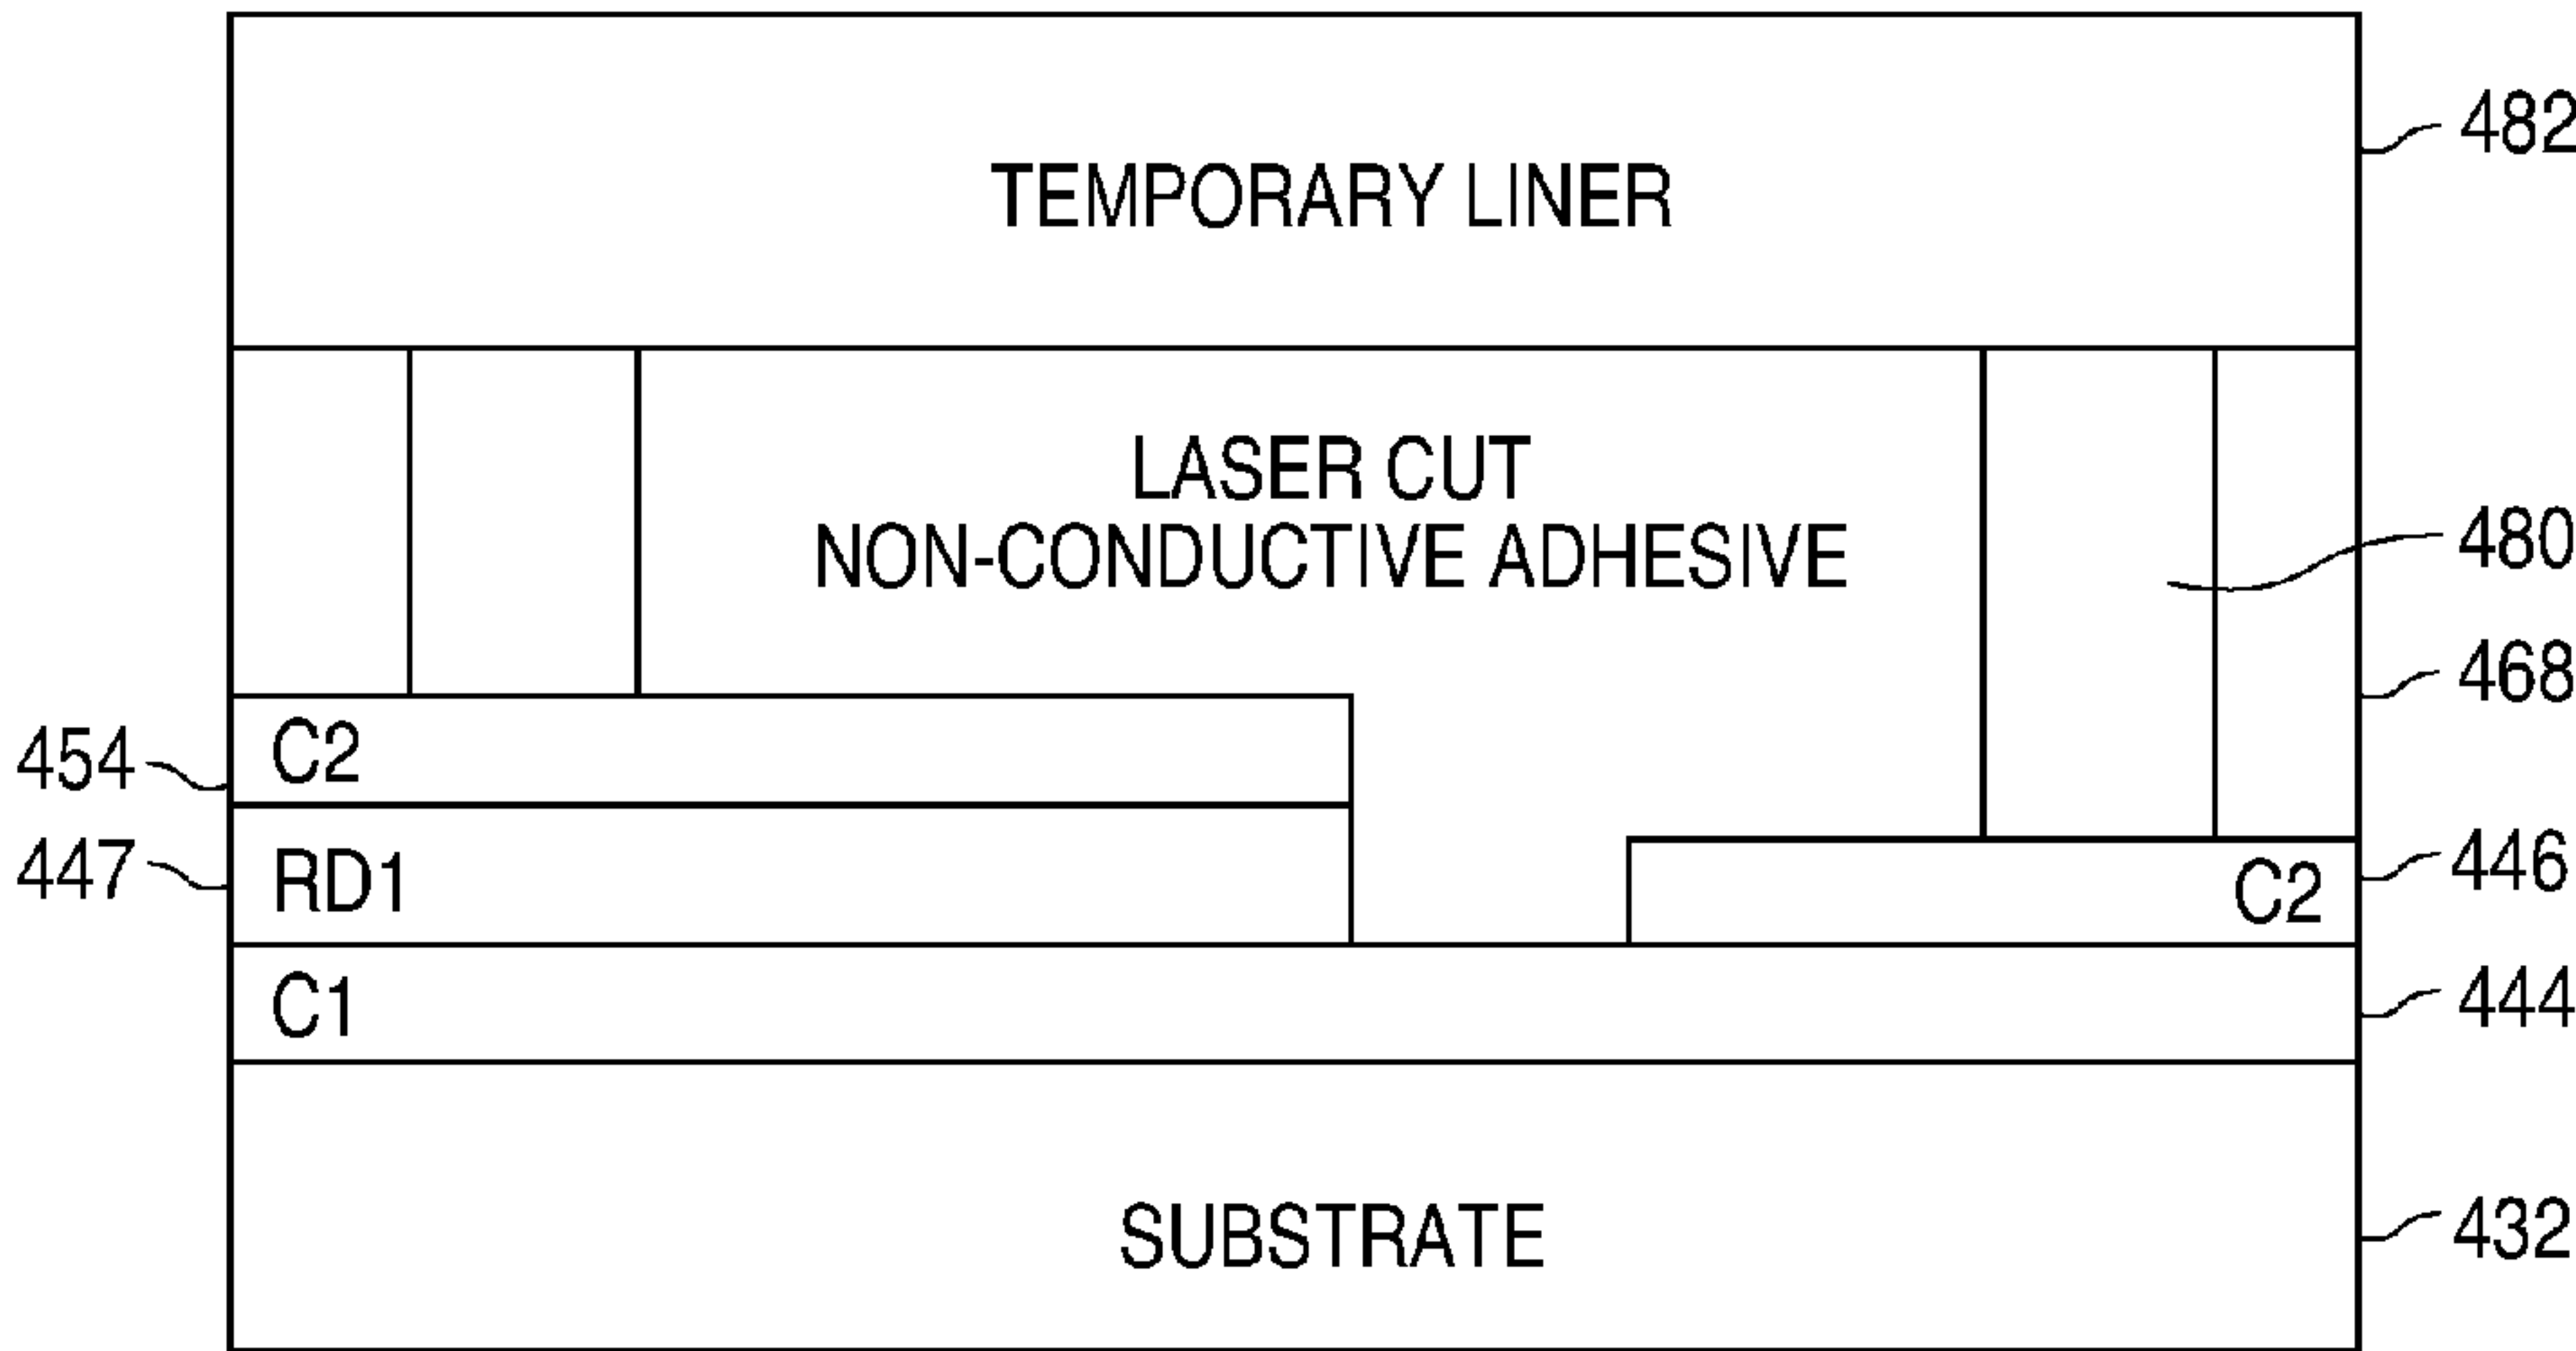 TEMPORARY LINER
482
LASER CUT
NON-CONDUCTIVE ADHESIVE
480
468
454
C2
447
RD1
C2
446
C1
444
SUBSTRATE
432